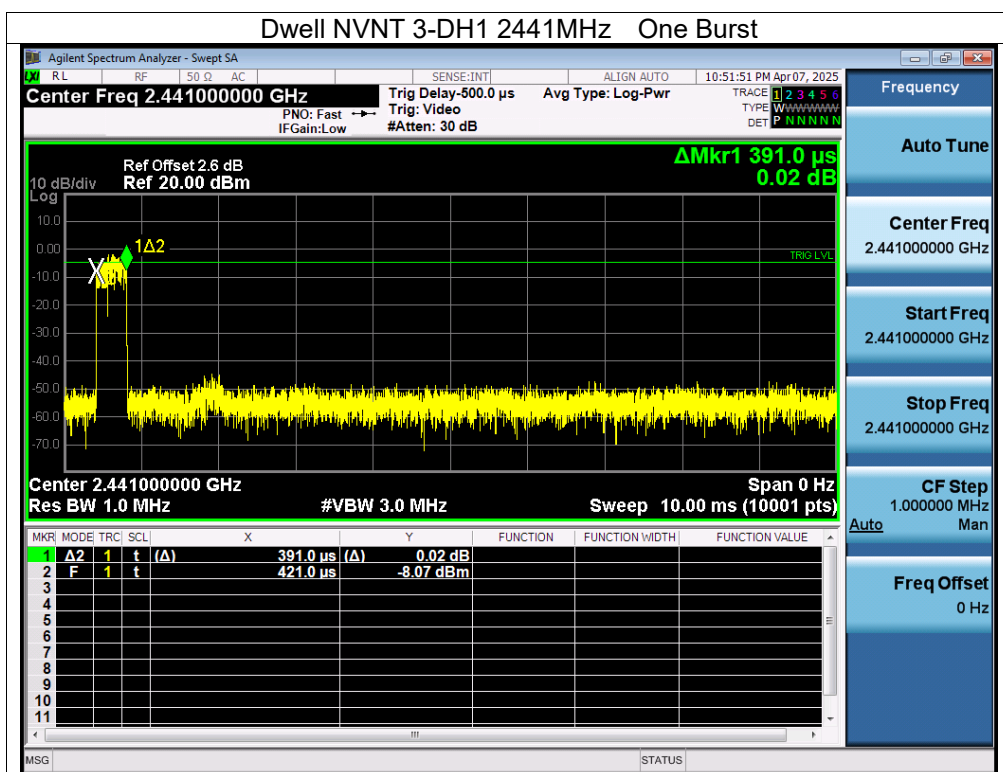 Dwell NVNT 3-DH1 2441MHz One Burst
Agilent Spectrum Analyzer - Swept SA
LXI RL RF 50 Ω AC SENSE:INT ALIGN AUTO 10:51:51 PM Apr 07, 2025
Center Freq 2.441000000 GHz
PNO: Fast
IFGain:Low
Trig Delay-500.0 µs
Trig: Video
#Atten: 30 dB
Avg Type: Log-Pwr
TRACE 1 2 3 4 5 6
TYPE WWWWWW
DET P N N N N N
ΔMkr1 391.0 µs
0.02 dB
Ref Offset 2.6 dB
10 dB/div Ref 20.00 dBm
Log
10.0
0.00
-10.0
-20.0
-30.0
-40.0
-50.0
-60.0
-70.0
1Δ2
X
TRIG LVL
Center 2.441000000 GHz Span 0 Hz
Res BW 1.0 MHz #VBW 3.0 MHz Sweep 10.00 ms (10001 pts)
MKR MODE TRC SCL X Y FUNCTION FUNCTION WIDTH FUNCTION VALUE
1 Δ2 1 t (Δ) 391.0 µs (Δ) 0.02 dB
2 F 1 t 421.0 µs -8.07 dBm
3
4
5
6
7
8
9
10
11
MSG STATUS
Frequency
Auto Tune
Center Freq
2.441000000 GHz
Start Freq
2.441000000 GHz
Stop Freq
2.441000000 GHz
CF Step
1.000000 MHz
Auto Man
Freq Offset
0 Hz